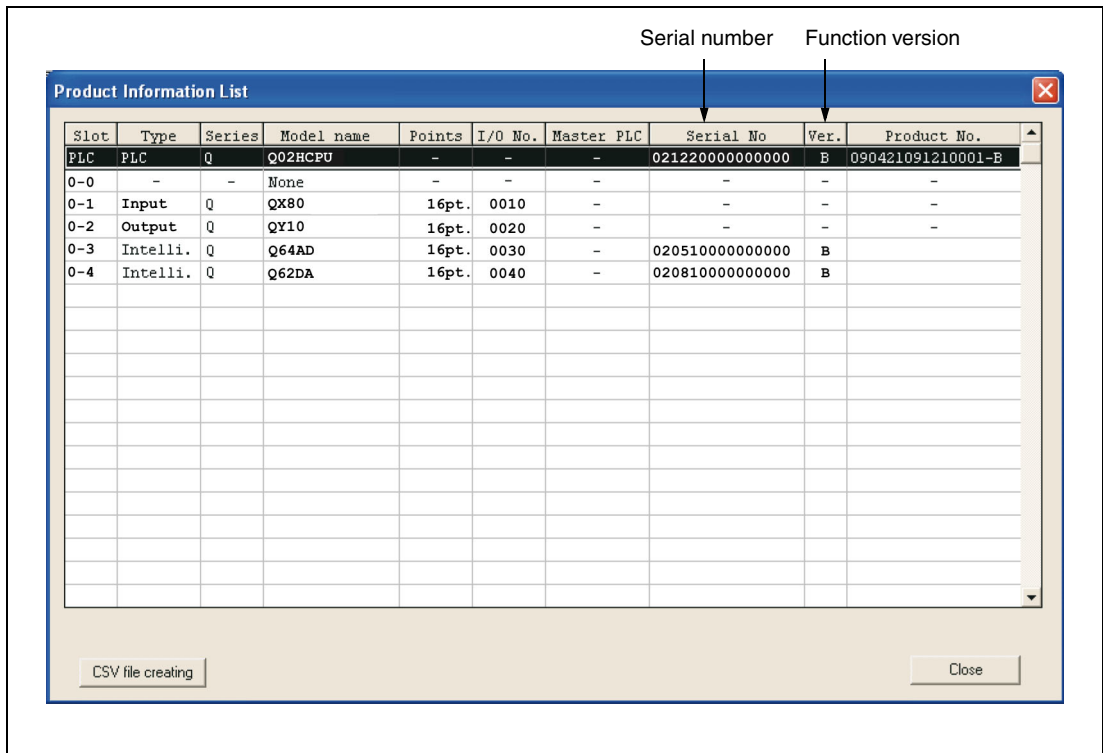 Serial number Function version
Product Information List
Slot Type Series Model name Points I/O No. Master PLC Serial No Ver. Product No.
PLC PLC Q Q02HCPU - - - 021220000000000 B 090421091210001-B
0-0 - - None - - - - - -
0-1 Input Q QX80 16pt. 0010 - - - -
0-2 Output Q QY10 16pt. 0020 - - - -
0-3 Intelli. Q Q64AD 16pt. 0030 - 020510000000000 B
0-4 Intelli. Q Q62DA 16pt. 0040 - 020810000000000 B
CSV file creating Close